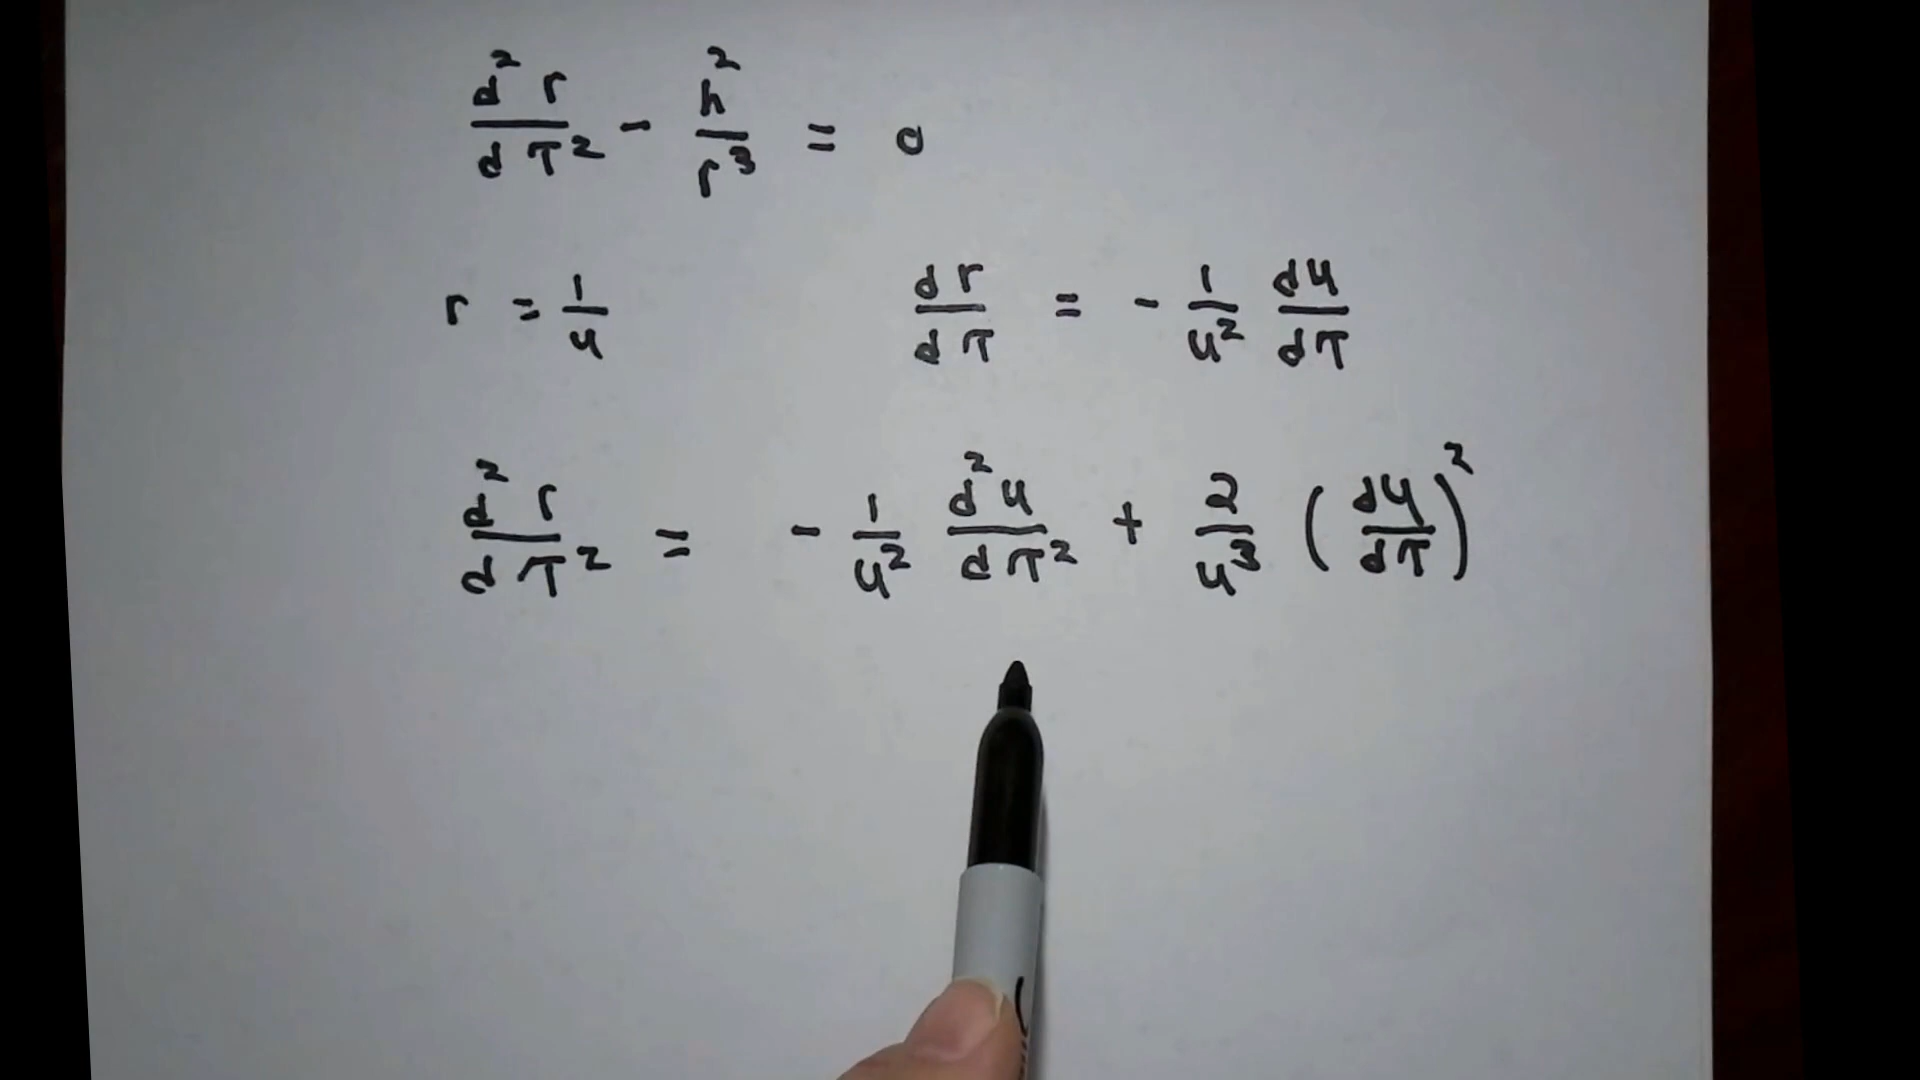 d²r/dτ² - h²/r³ = 0
r = 1/u    dr/dτ = - 1/u² du/dτ
d²r/dτ² = - 1/u² d²u/dτ² + 2/u³ (du/dτ)²